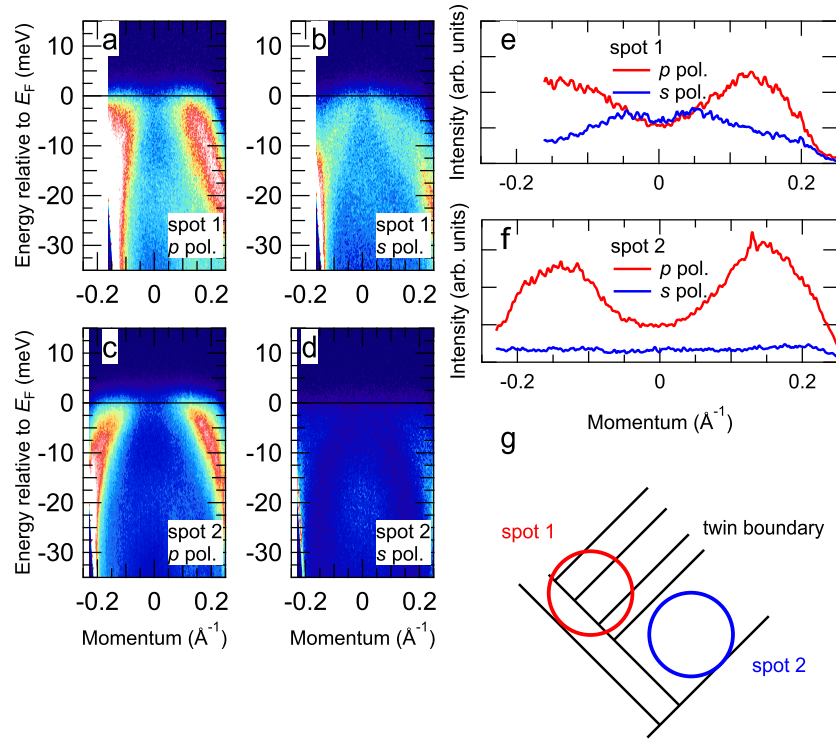 a
b
Energy relative to E_F (meV)
10
0
-10
-20
-30
spot 1
p pol.
spot 1
s pol.
-0.2
0
0.2
-0.2
0
0.2
c
d
Energy relative to E_F (meV)
10
0
-10
-20
-30
spot 2
p pol.
spot 2
s pol.
-0.2
0
0.2
-0.2
0
0.2
Momentum (Å⁻¹)
Momentum (Å⁻¹)
e
Intensity (arb. units)
spot 1
p pol.
s pol.
-0.2
0
0.2
f
Intensity (arb. units)
spot 2
p pol.
s pol.
-0.2
0
0.2
Momentum (Å⁻¹)
g
spot 1
twin boundary
spot 2